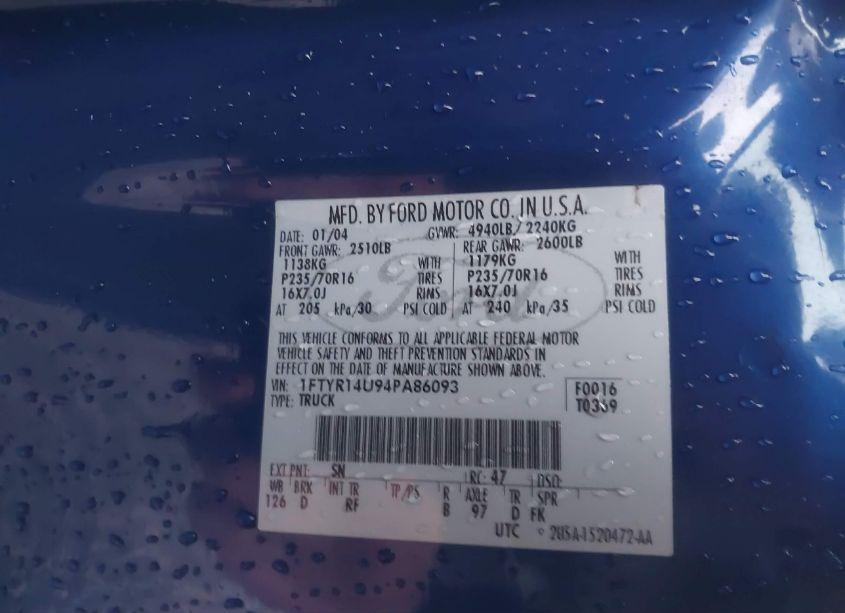 MFD. BY FORD MOTOR CO. IN U.S.A.
DATE: 01/04 GVWR: 4940LB/ 2240KG
FRONT GAWR: 2510LB REAR GAWR: 2600LB
1138KG WITH 1179KG WITH
P235/70R16 TIRES P235/70R16 TIRES
16X7.0J RIMS 16X7.0J RIMS
AT 205 kPa/30 PSI COLD AT 240 kPa/35 PSI COLD
Ford
THIS VEHICLE CONFORMS TO ALL APPLICABLE FEDERAL MOTOR
VEHICLE SAFETY AND THEFT PREVENTION STANDARDS IN
EFFECT ON THE DATE OF MANUFACTURE SHOWN ABOVE.
VIN: 1FTYR14U94PA86093 F0016
TYPE: TRUCK T0369
EXT PNT: SN RC: 47 DSO:
WB BRK INT TR TP/PS R AXLE TR SPR
126 D RF B 97 D FK
UTC 2U5A-1520472-AA